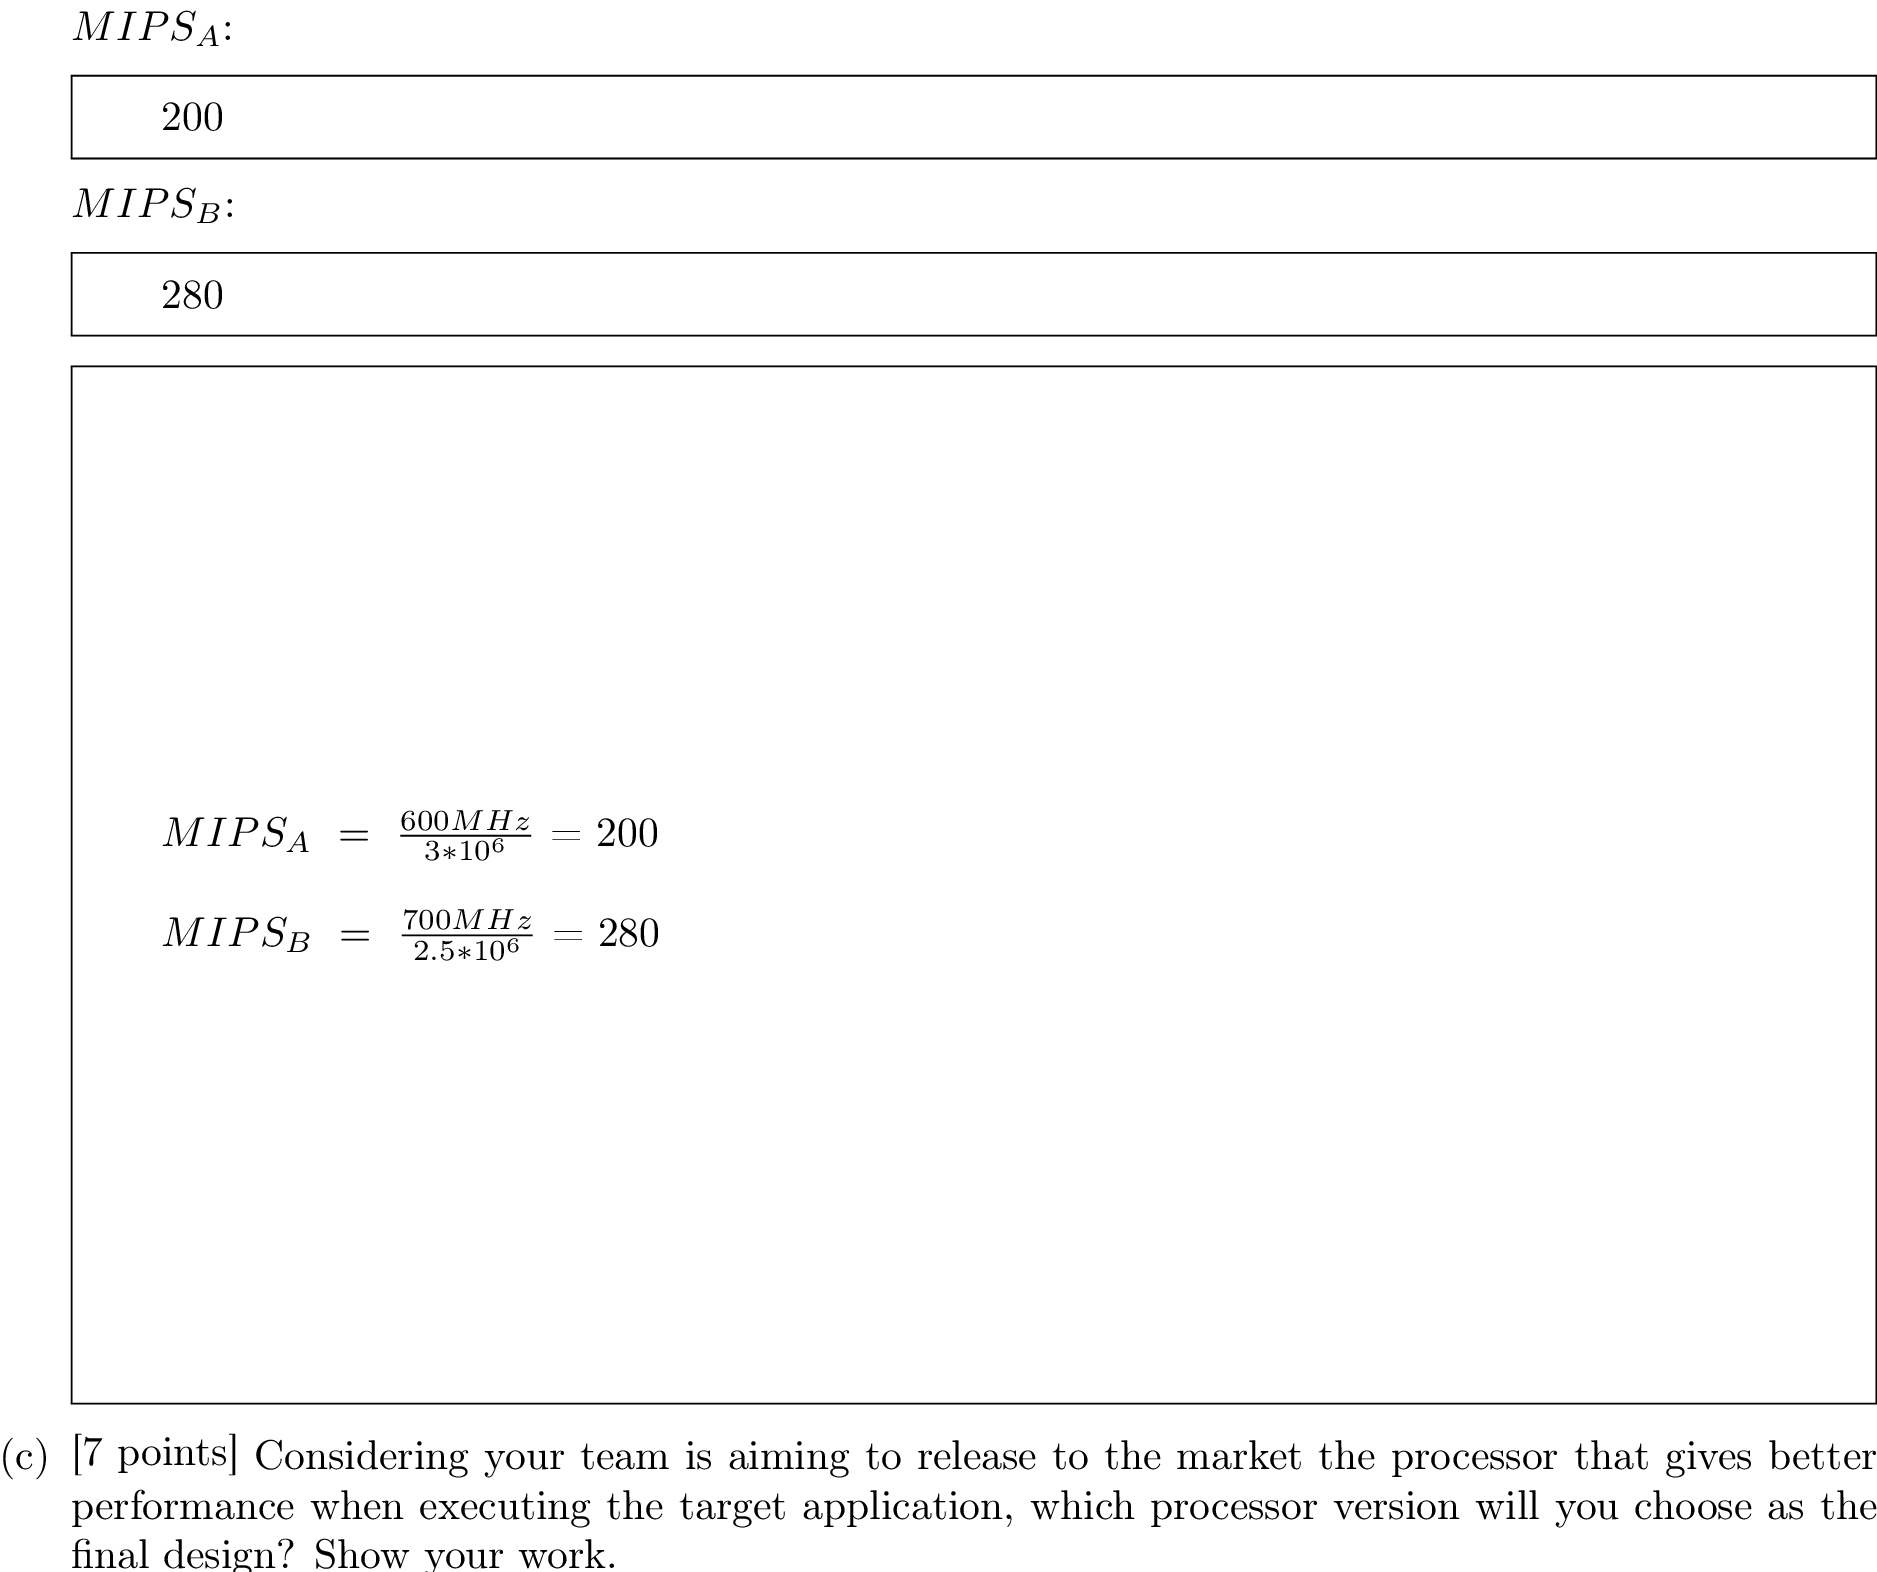 MIPS_A:
200
MIPS_B:
280
MIPS_A = \frac{600MHz}{3*10^6} = 200
MIPS_B = \frac{700MHz}{2.5*10^6} = 280
(c) [7 points] Considering your team is aiming to release to the market the processor that gives better
performance when executing the target application, which processor version will you choose as the
final design? Show your work.